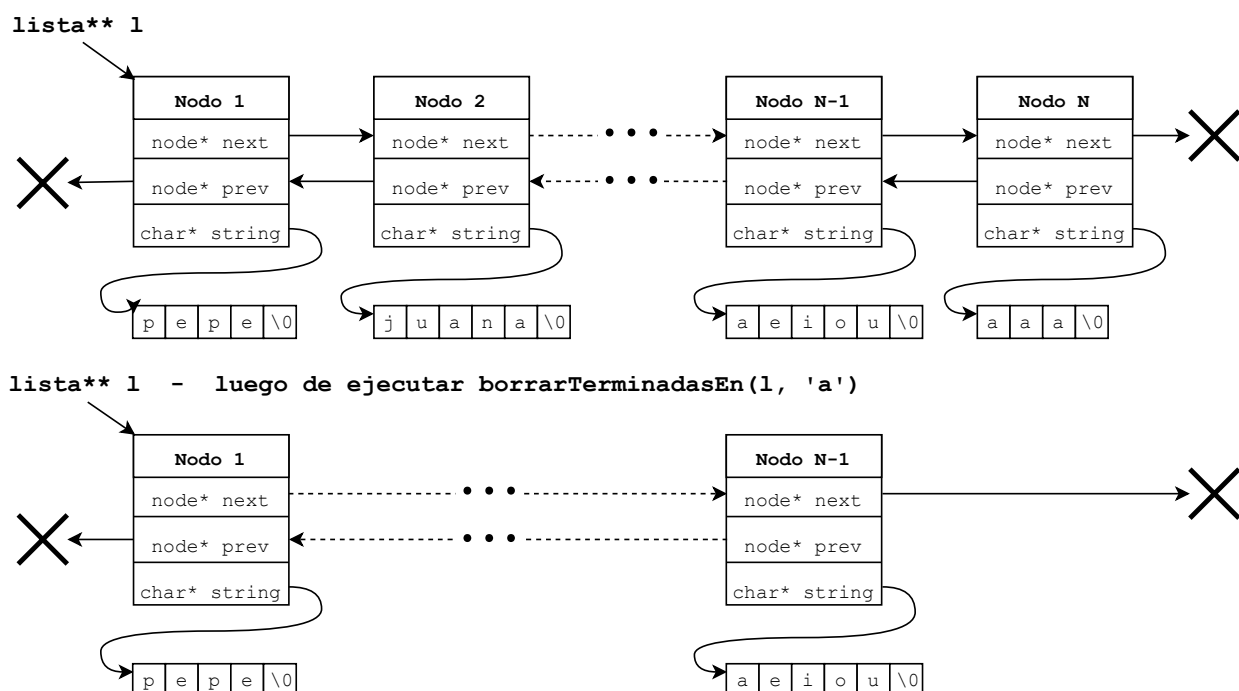 lista** l
Nodo 1 Nodo 2 Nodo N-1 Nodo N
node* next node* next • • • node* next node* next
node* prev node* prev • • • node* prev node* prev
char* string char* string char* string char* string
p e p e \0 j u a n a \0 a e i o u \0 a a a \0
lista** l - luego de ejecutar borrarTerminadasEn(l, 'a')
Nodo 1 Nodo N-1
node* next • • • node* next
node* prev • • • node* prev
char* string char* string
p e p e \0 a e i o u \0